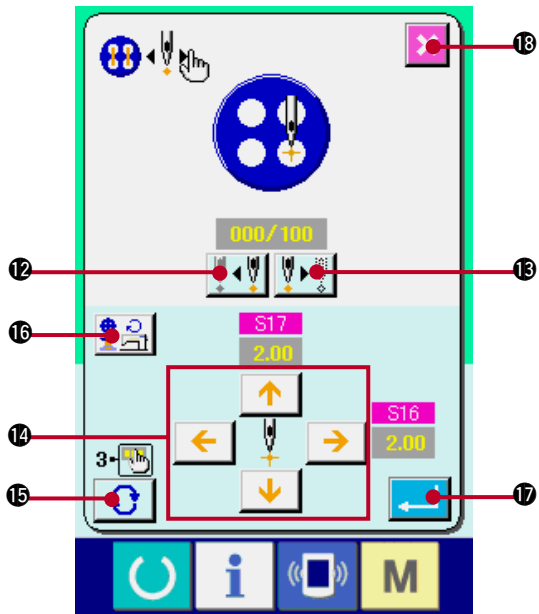 ⓲
000/100
⓬
⓭
⓰
S17
2.00
⓮
S16
2.00
3
⓯
⓱
i
M